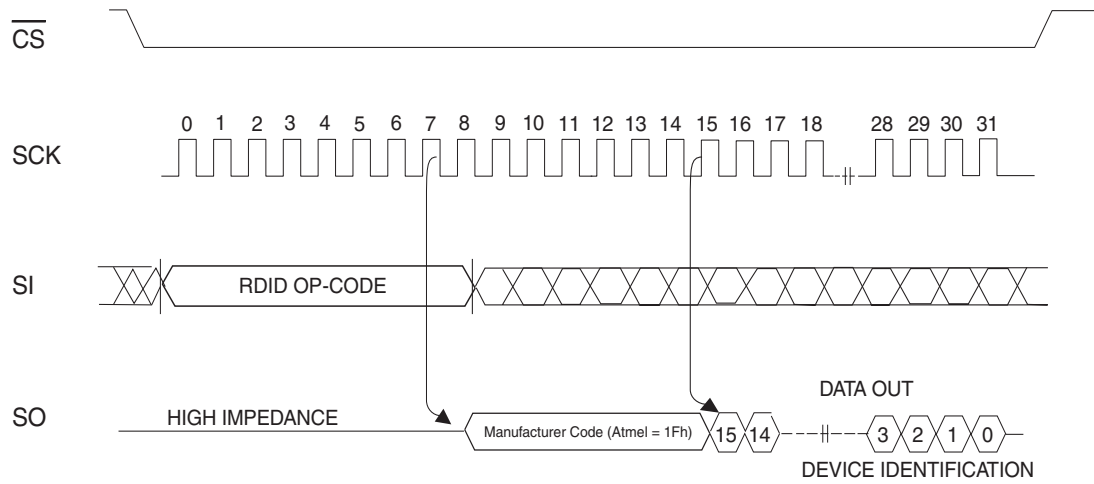 CS
0 1 2 3 4 5 6 7 8 9 10 11 12 13 14 15 16 17 18 28 29 30 31
SCK
SI
RDID OP-CODE
DATA OUT
SO
HIGH IMPEDANCE
Manufacturer Code (Atmel = 1Fh)
15 14 3 2 1 0
DEVICE IDENTIFICATION